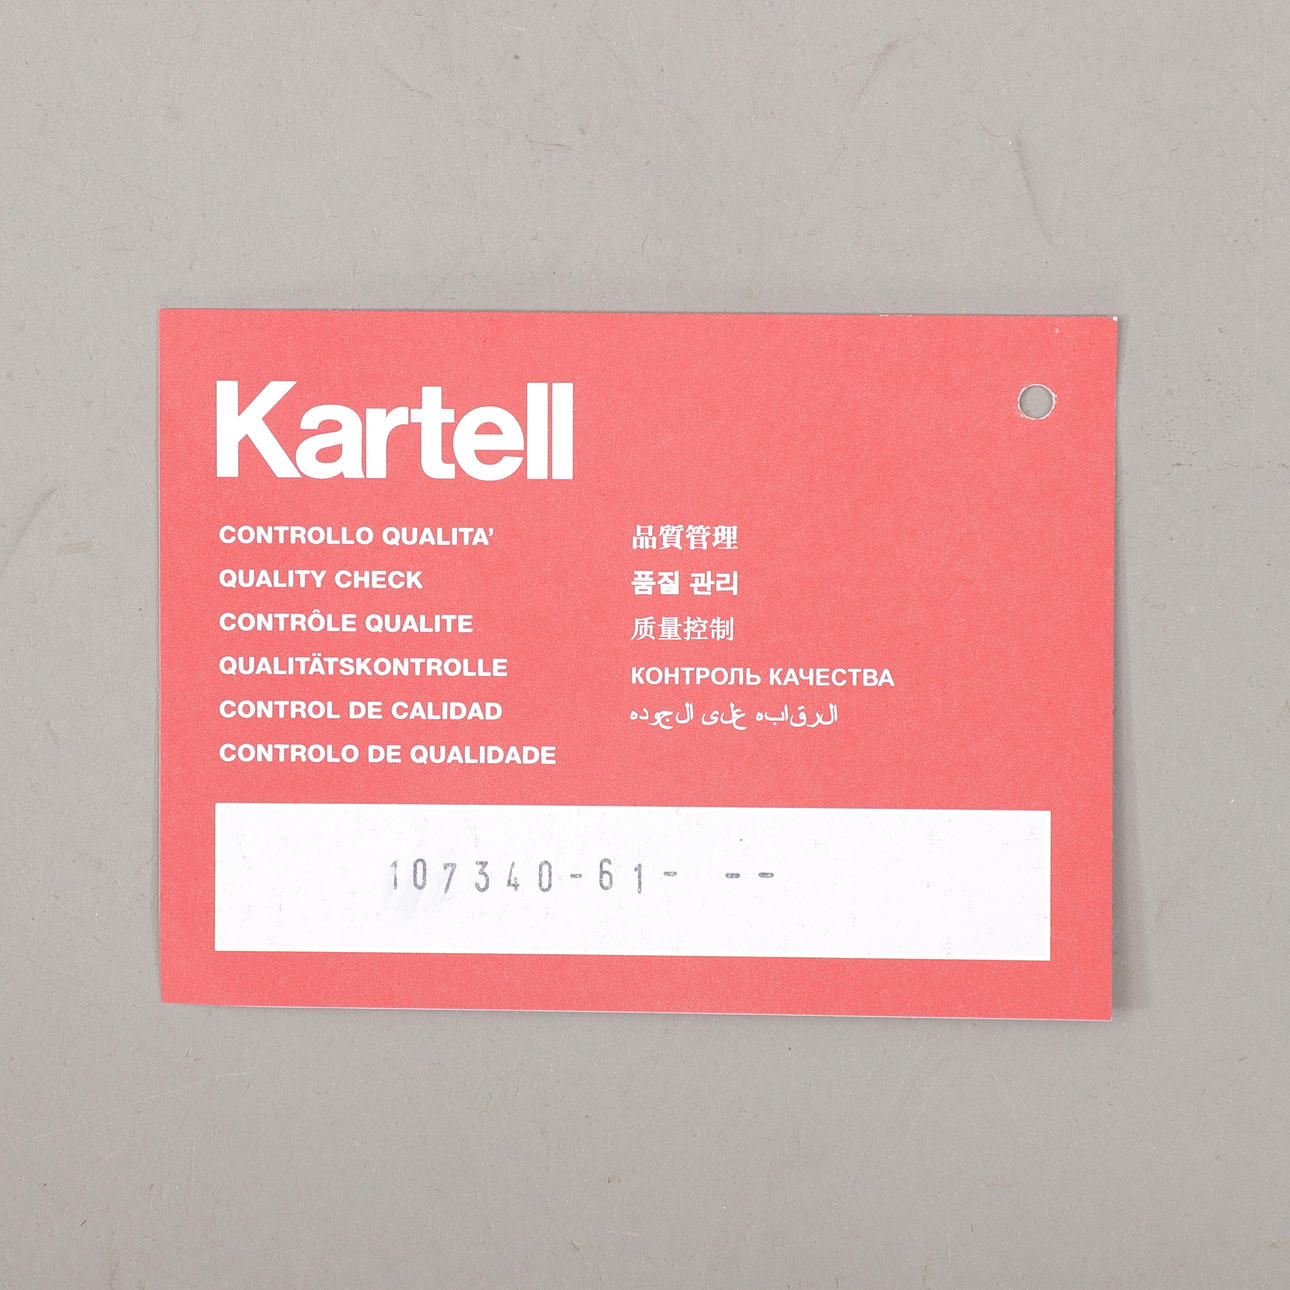 Kartell
CONTROLLO QUALITA'
QUALITY CHECK
CONTRÔLE QUALITE
QUALITÄTSKONTROLLE
CONTROL DE CALIDAD
CONTROLO DE QUALIDADE
品質管理
품질 관리
质量控制
КОНТРОЛЬ КАЧЕСТВА
الرقابه على الجوده
107340-61- --